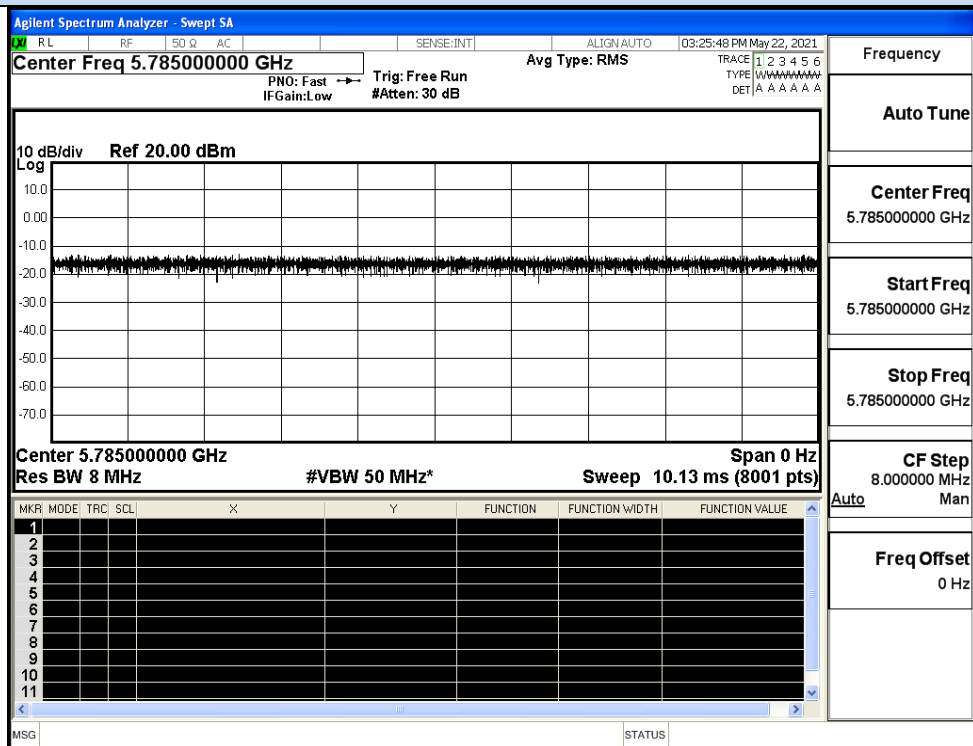 Agilent Spectrum Analyzer - Swept SA
LXI RL RF 50 Ω AC SENSE:INT ALIGN AUTO 03:25:48 PM May 22, 2021
Center Freq 5.785000000 GHz
Avg Type: RMS
TRACE 1 2 3 4 5 6
TYPE WWWWWW
DET A A A A A A
PNO: Fast
IFGain:Low
Trig: Free Run
#Atten: 30 dB
10 dB/div Ref 20.00 dBm
Log
10.0
0.00
-10.0
-20.0
-30.0
-40.0
-50.0
-60.0
-70.0
Center 5.785000000 GHz Span 0 Hz
Res BW 8 MHz #VBW 50 MHz* Sweep 10.13 ms (8001 pts)
MKR MODE TRC SCL X Y FUNCTION FUNCTION WIDTH FUNCTION VALUE
1
2
3
4
5
6
7
8
9
10
11
MSG STATUS
Frequency
Auto Tune
Center Freq
5.785000000 GHz
Start Freq
5.785000000 GHz
Stop Freq
5.785000000 GHz
CF Step
8.000000 MHz
Auto Man
Freq Offset
0 Hz